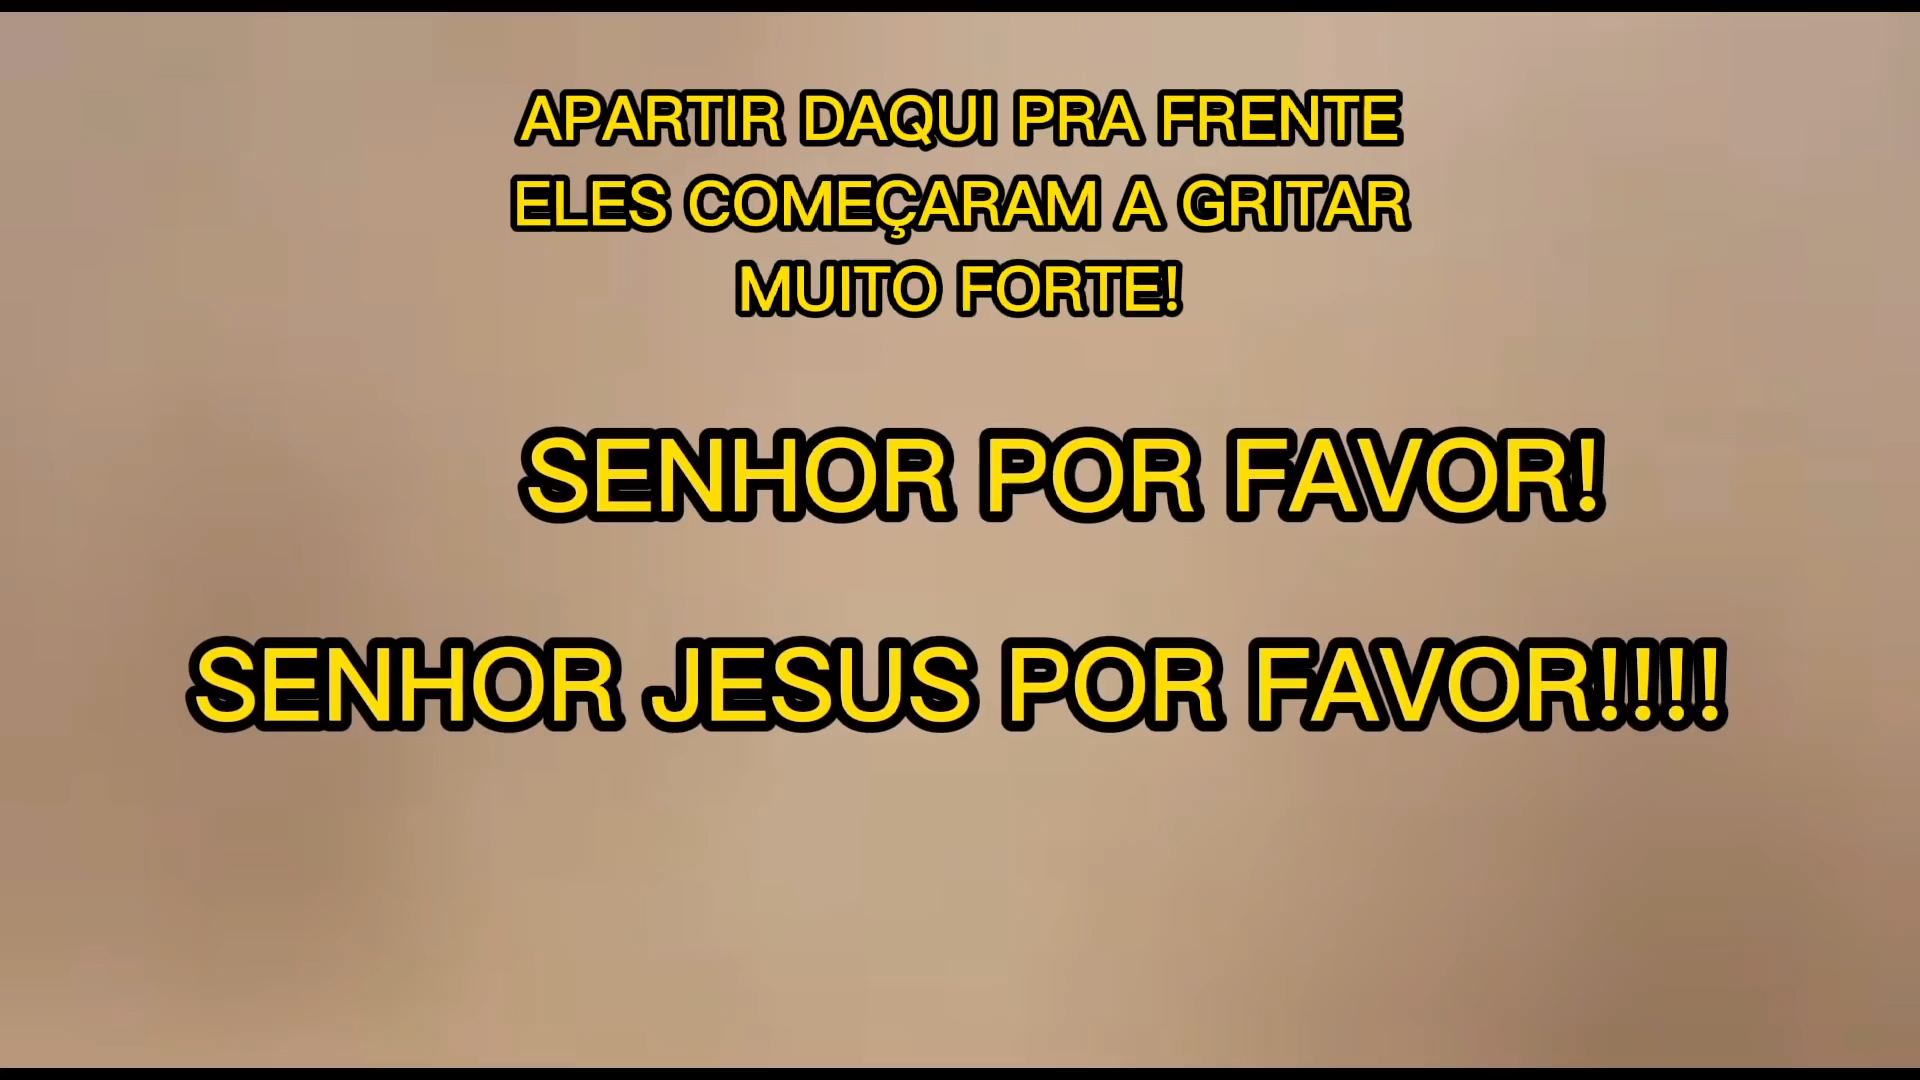 APARTIR DAQUI PRA FRENTE
ELES COMEÇARAM A GRITAR
MUITO FORTE!
SENHOR POR FAVOR!
SENHOR JESUS POR FAVOR!!!!